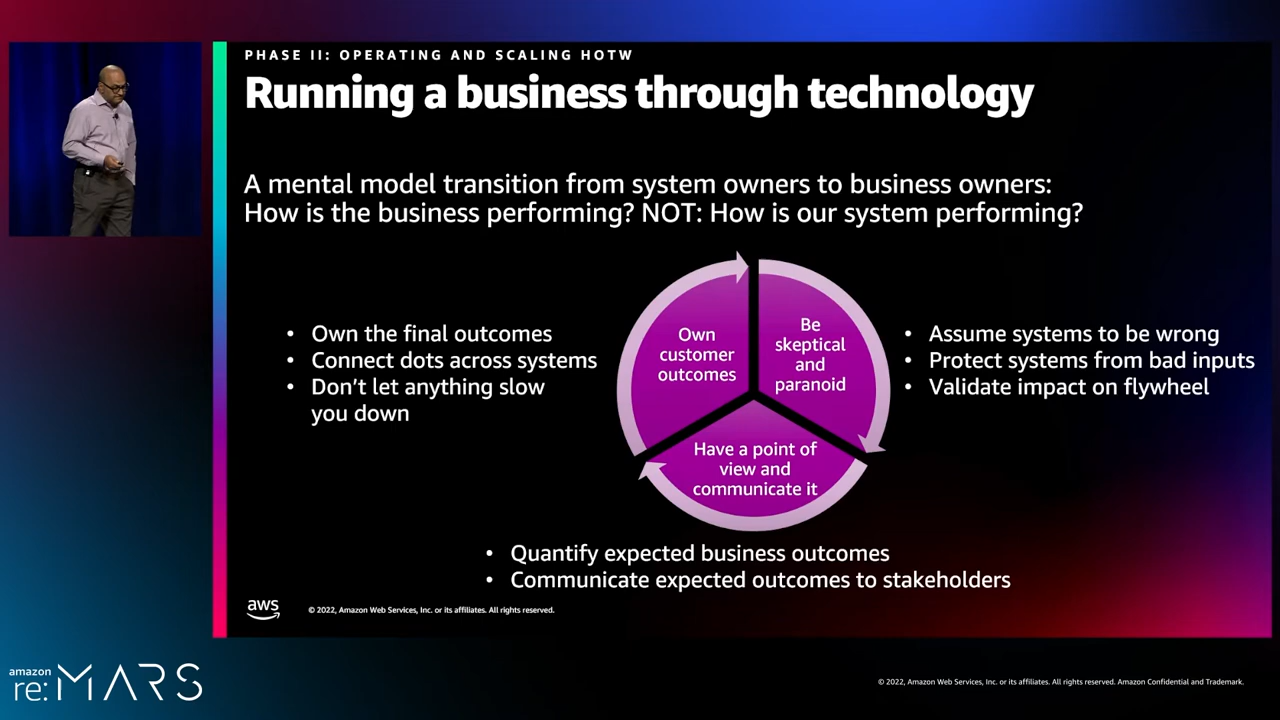 PHASE II: OPERATING AND SCALING HOTW
Running a business through technology
A mental model transition from system owners to business owners:
How is the business performing? NOT: How is our system performing?
• Own the final outcomes
• Connect dots across systems
• Don't let anything slow
you down
Own
customer
outcomes
Be
skeptical
and
paranoid
• Assume systems to be wrong
• Protect systems from bad inputs
• Validate impact on flywheel
Have a point of
view and
communicate it
• Quantify expected business outcomes
• Communicate expected outcomes to stakeholders
aws
© 2022, Amazon Web Services, Inc. or its affiliates. All rights reserved.
amazon
re:MARS
© 2022, Amazon Web Services, Inc. or its affiliates. All rights reserved. Amazon Confidential and Trademark.